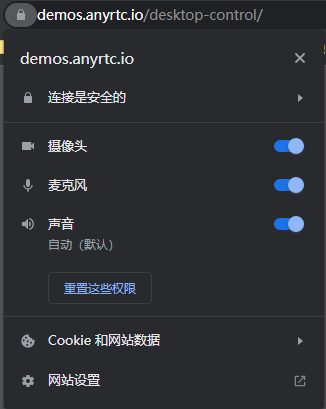 demos.anyrtc.io/desktop-control/
demos.anyrtc.io
连接是安全的
摄像头
麦克风
声音
自动（默认）
重置这些权限
Cookie 和网站数据
网站设置